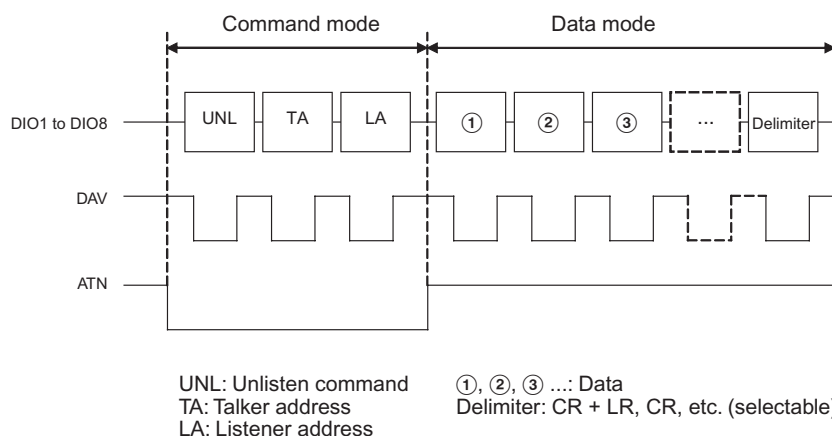 Command mode Data mode
DIO1 to DIO8 UNL TA LA ① ② ③ ... Delimiter
DAV
ATN
UNL: Unlisten command
TA: Talker address
LA: Listener address
①, ②, ③ ...: Data
Delimiter: CR + LR, CR, etc. (selectable)